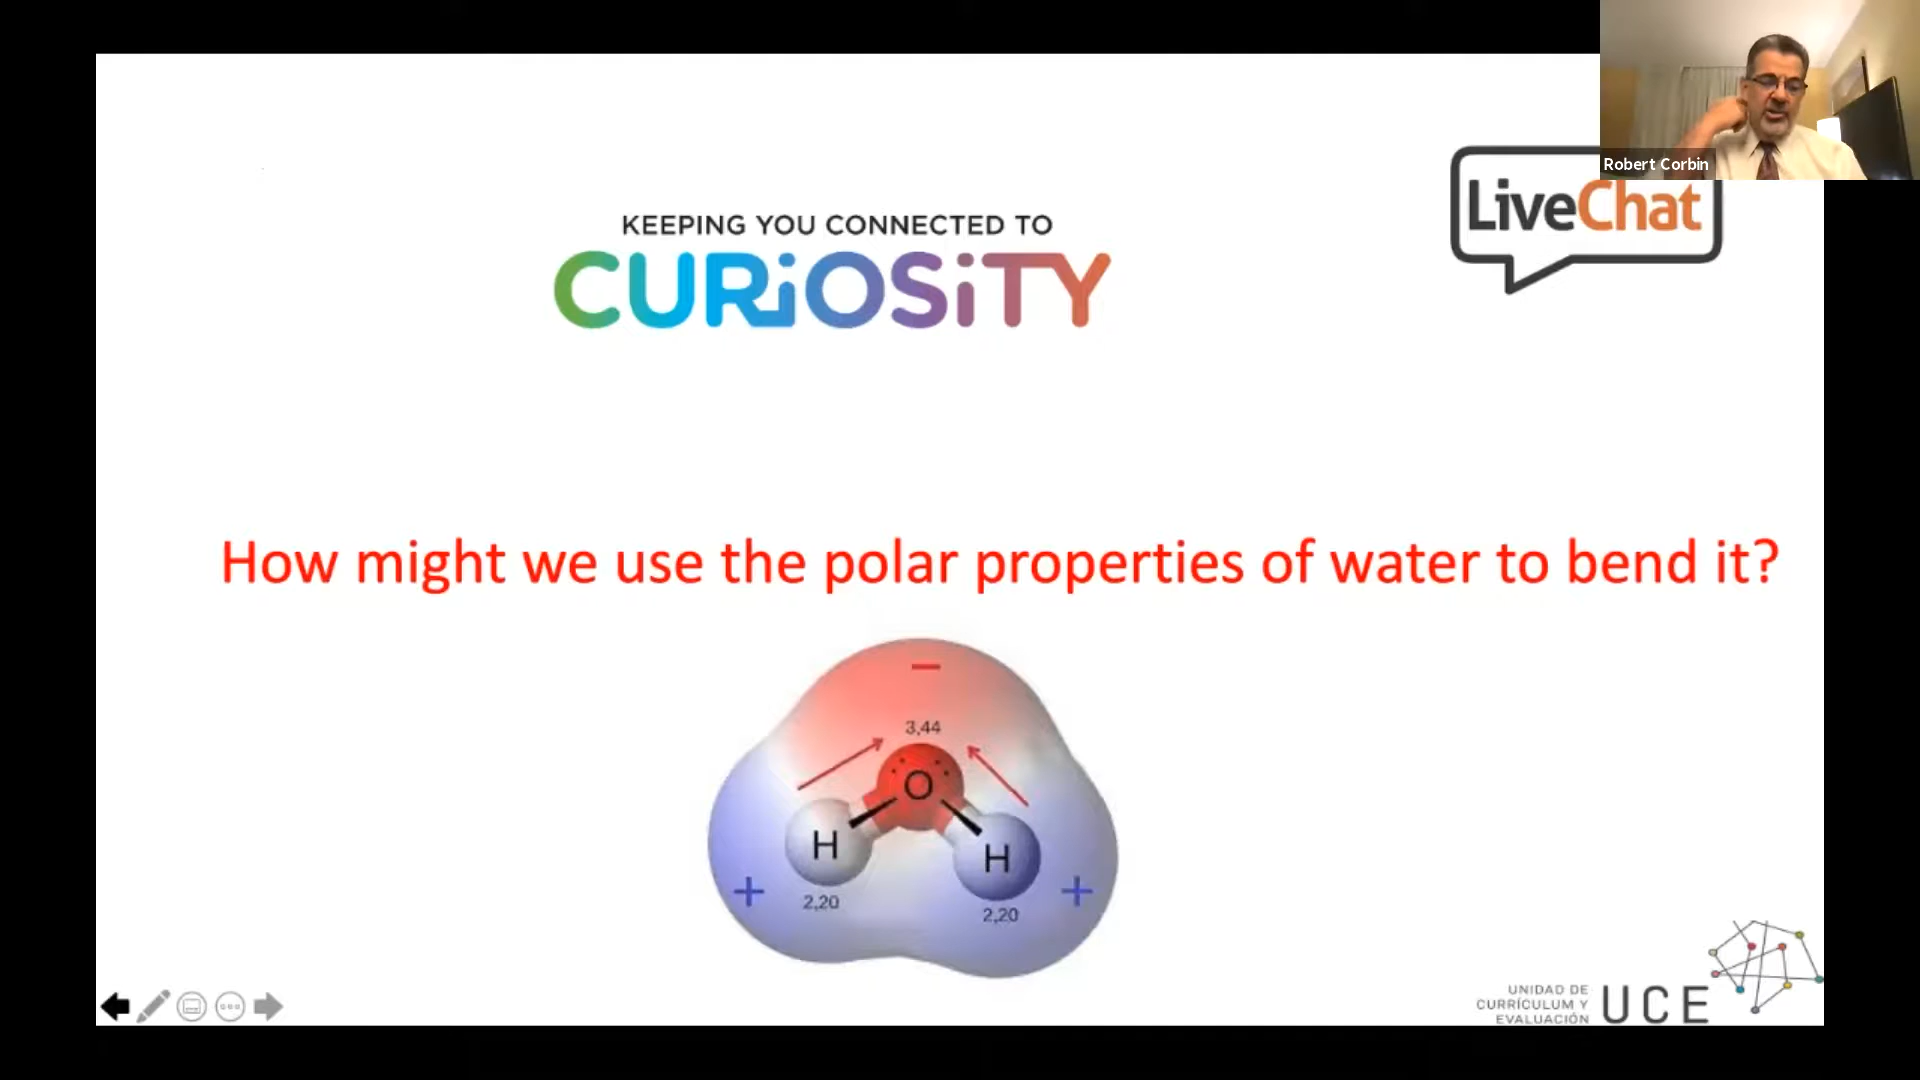 Robert Corbin
LiveChat
KEEPING YOU CONNECTED TO
CURiOSiTY
How might we use the polar properties of water to bend it?
−
3,44
O
H
H
+
+
2,20
2,20
UNIDAD DE
CURRÍCULUM Y
EVALUACIÓN
UCE